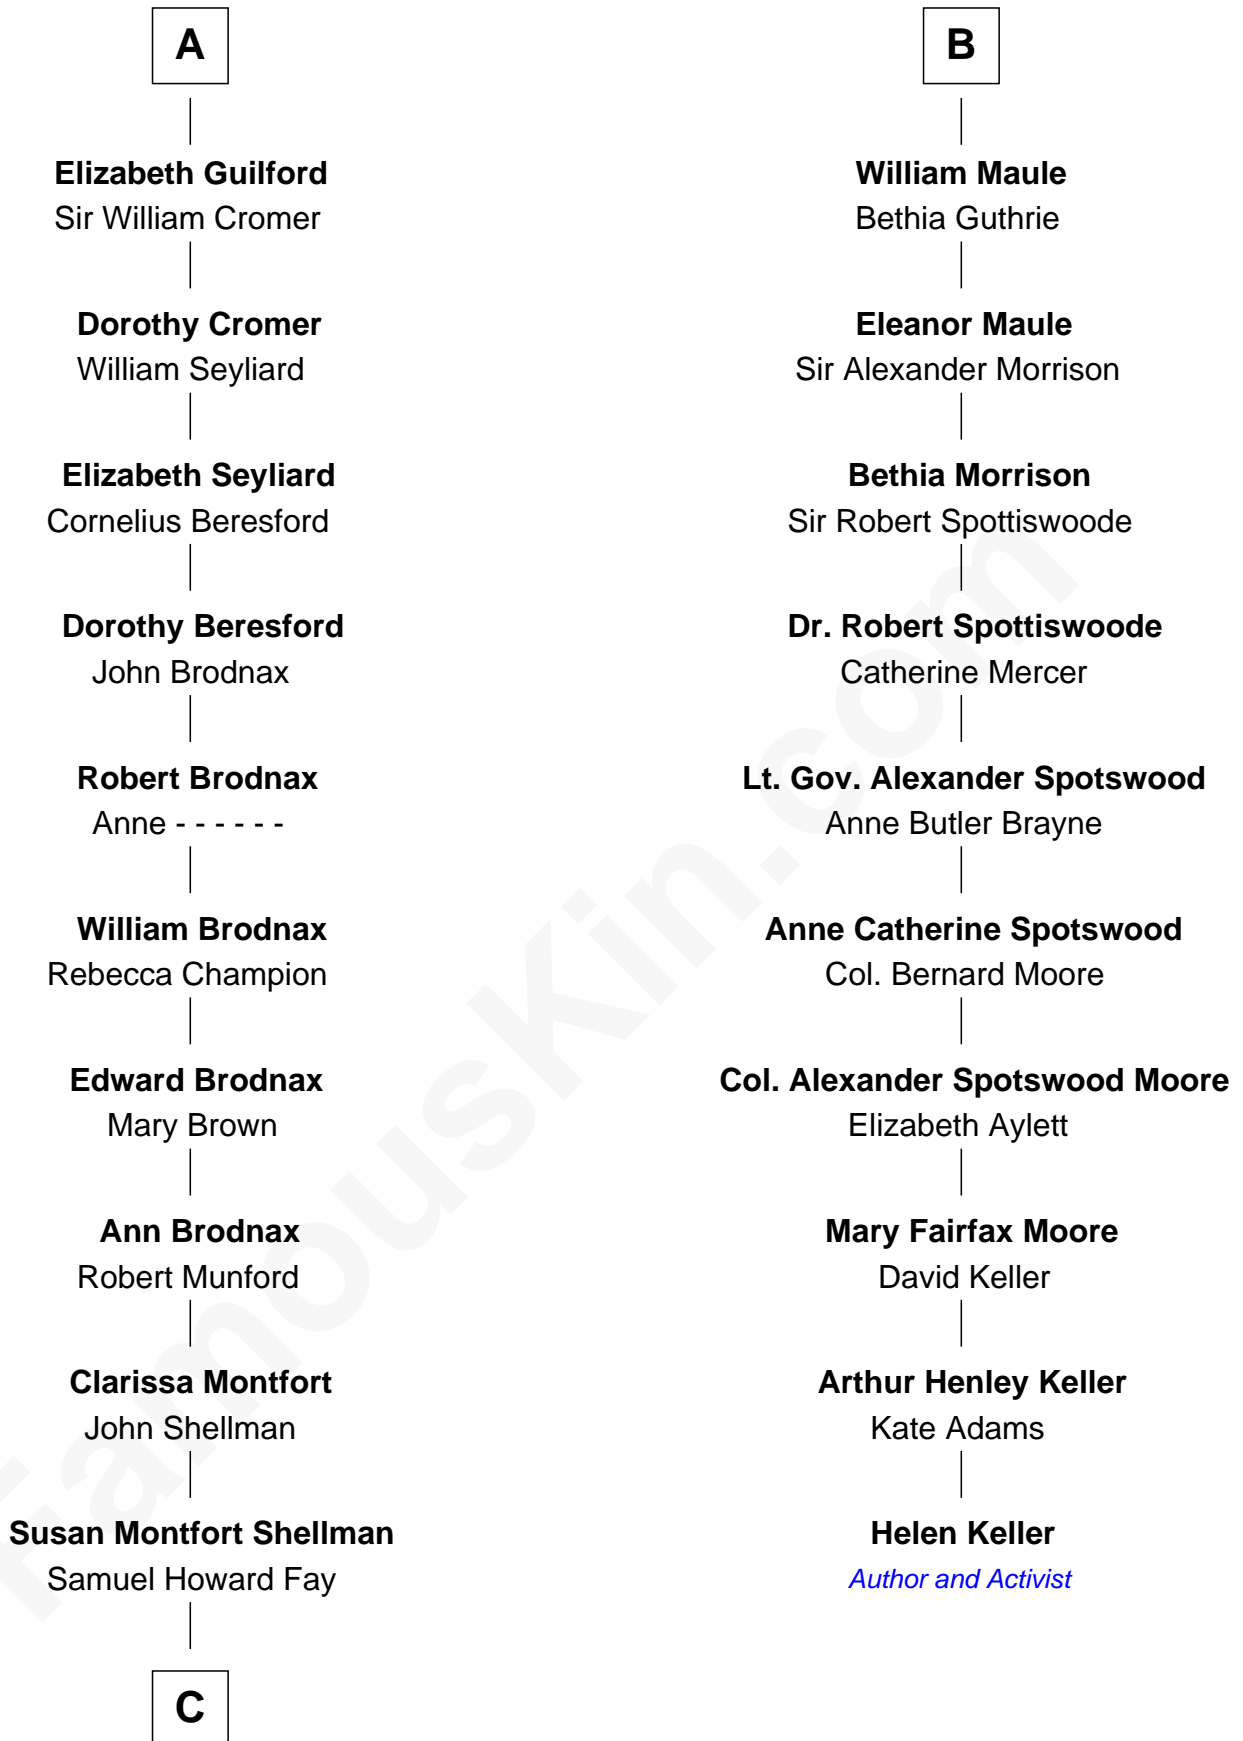 A
Elizabeth Guilford
Sir William Cromer
Dorothy Cromer
William Seyliard
Elizabeth Seyliard
Cornelius Beresford
Dorothy Beresford
John Brodnax
Robert Brodnax
Anne - - - - - -
William Brodnax
Rebecca Champion
Edward Brodnax
Mary Brown
Ann Brodnax
Robert Munford
Clarissa Montfort
John Shellman
Susan Montfort Shellman
Samuel Howard Fay
C
B
William Maule
Bethia Guthrie
Eleanor Maule
Sir Alexander Morrison
Bethia Morrison
Sir Robert Spottiswoode
Dr. Robert Spottiswoode
Catherine Mercer
Lt. Gov. Alexander Spotswood
Anne Butler Brayne
Anne Catherine Spotswood
Col. Bernard Moore
Col. Alexander Spotswood Moore
Elizabeth Aylett
Mary Fairfax Moore
David Keller
Arthur Henley Keller
Kate Adams
Helen Keller
Author and Activist
FamousKin.com